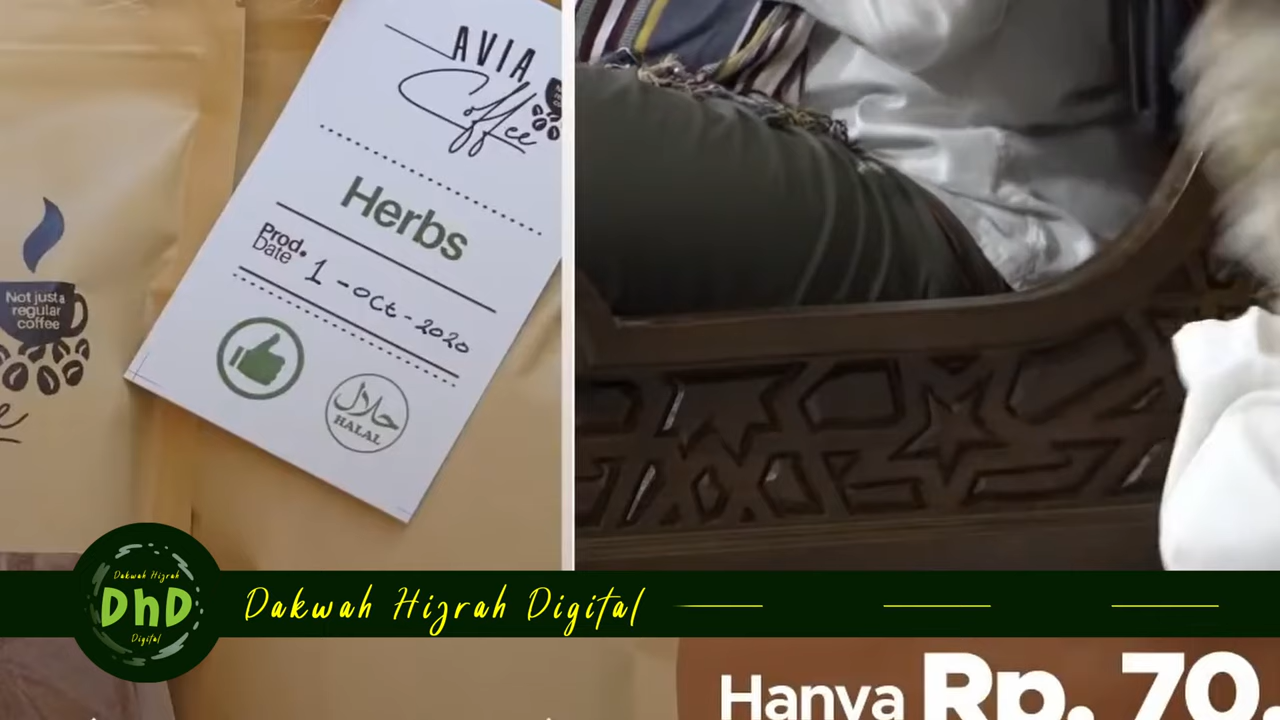 AVIA
Coffee
Herbs
Prod.
Date
1-Oct-2020
حلال
HALAL
Not just a
regular
coffee
Dakwah Hijrah
DhD
Digital
Dakwah Hijrah Digital
Hanya Rp. 70.